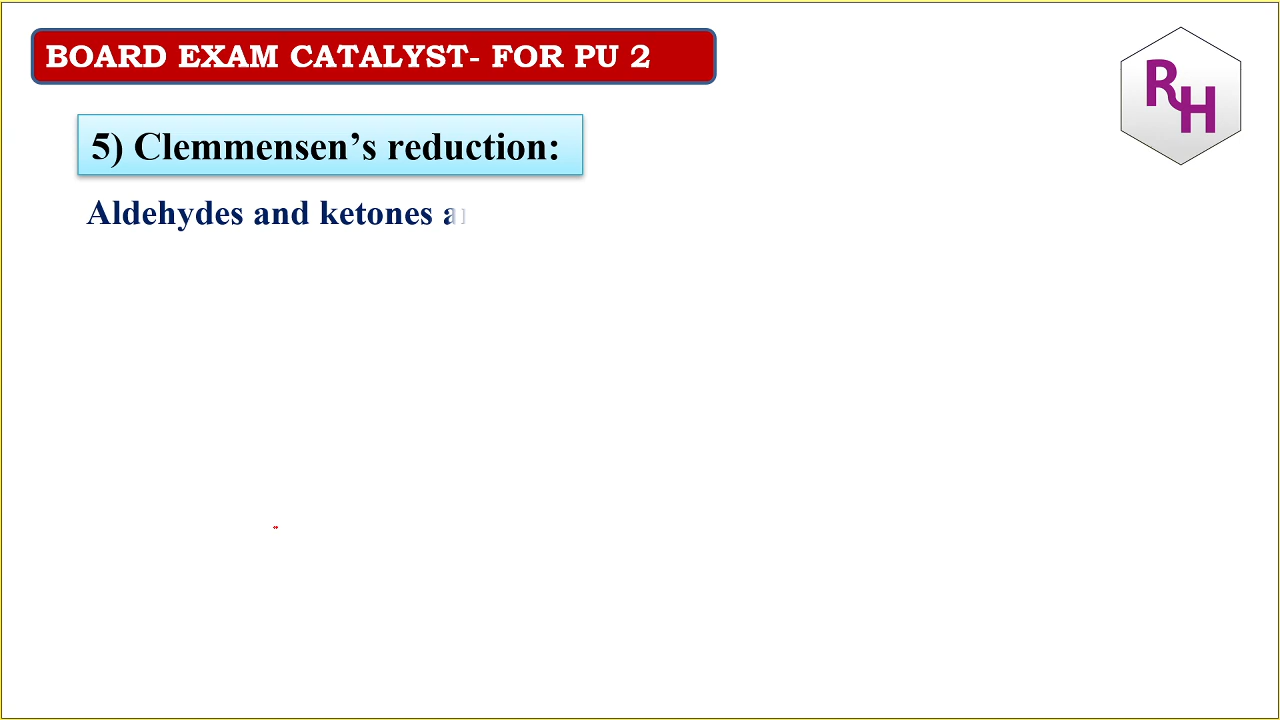 BOARD EXAM CATALYST- FOR PU 2
RH
5) Clemmensen’s reduction:
Aldehydes and ketones a